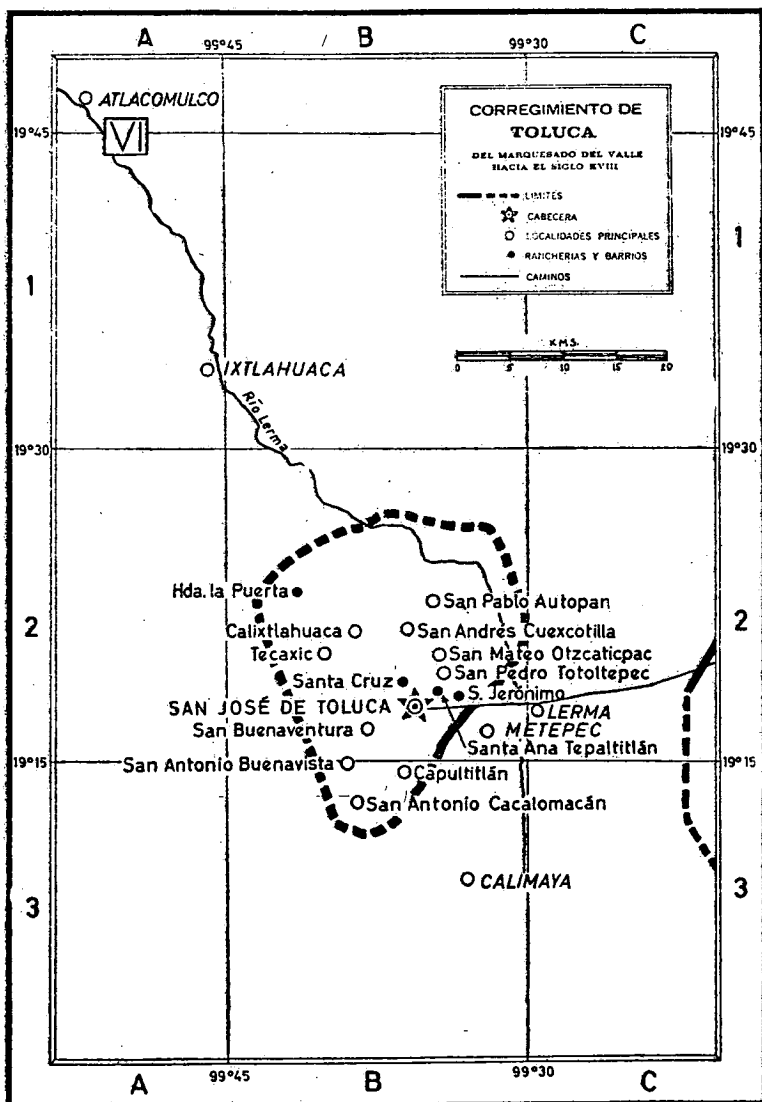 A
99°45
B
99°30
C
ATLACOMULCO
19°45
VI
19°45
CORREGIMIENTO DE
TOLUCA
DEL MARQUESADO DEL VALLE
HACIA EL SIGLO XVIII
LIMITES
CABECERA
LOCALIDADES PRINCIPALES
RANCHERIAS Y BARRIOS
CAMINOS
1
1
KMS.
0 5 10 15 20
IXTLAHUACA
Río Lerma
19°30
19°30
Hda. la Puerta
San Pablo Autopan
2
2
Calixtlahuaca
San Andrés Cuexcotilla
Tecaxic
San Mateo Otzcaticpac
San Pedro Totoltepec
Santa Cruz
S. Jerónimo
SAN JOSÉ DE TOLUCA
LERMA
San Buenaventura
METEPEC
Santa Ana Tepaltitlán
19°15
San Antonio Buenavista
19°15
Capultitlán
San Antonio Cacalomacán
CALIMAYA
3
3
A
99°45
B
99°30
C